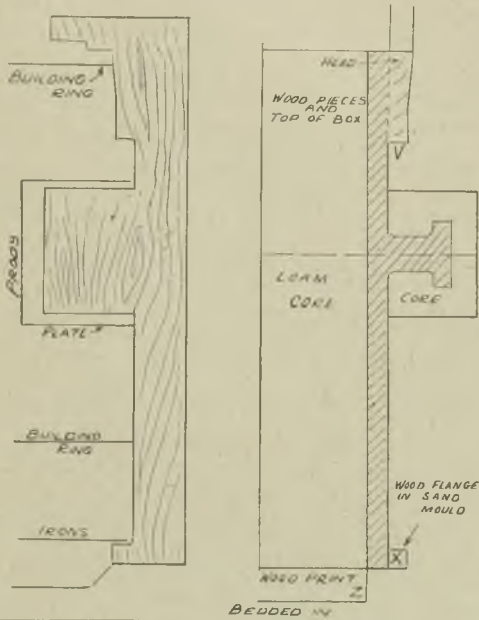 BUILDING
RING
PRODDY
PLATE
BUILDING
RING
IRONS
HEAD
WOOD PIECES
AND
TOP OF BOX
V
LOAM
CORE
CORE
WOOD FLANGE
IN SAND
MOULD
X
WOOD PRINT
Z
BEDDED IN